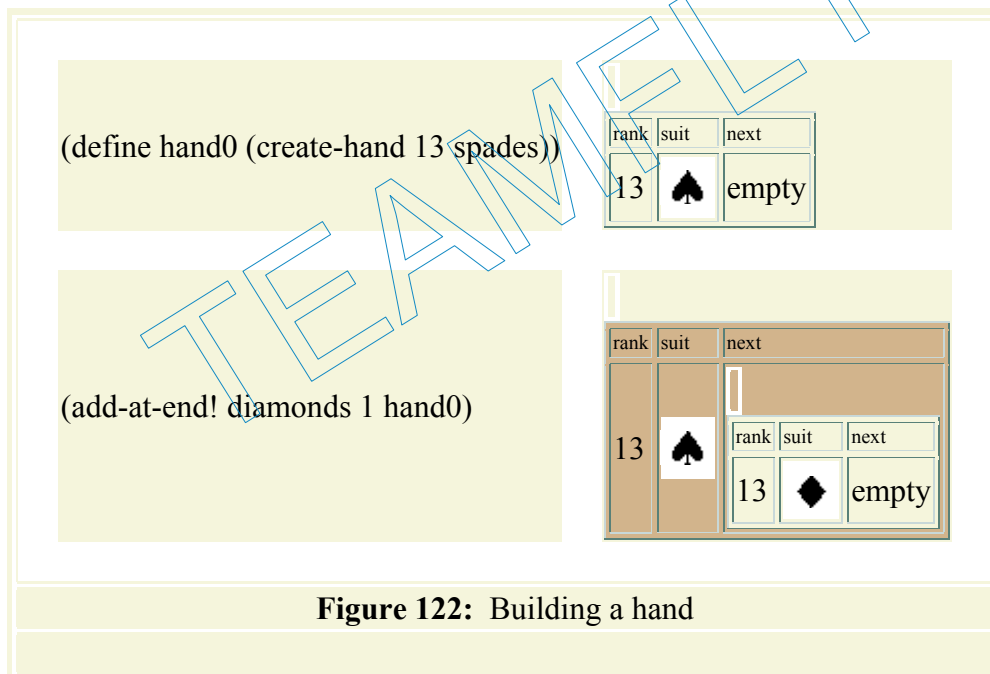 (define hand0 (create-hand 13 spades))
rank suit next
13 empty
(add-at-end! diamonds 1 hand0)
rank suit next
13
rank suit next
13 empty
Figure 122: Building a hand
TEAMFL